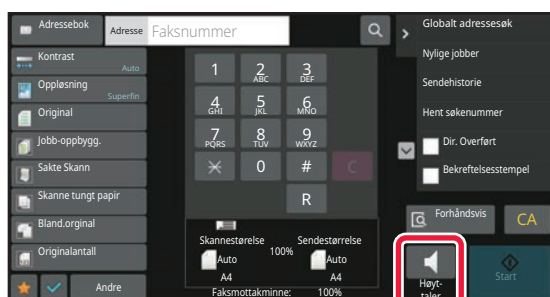 Adressebok
Adresse
Faksnummer
Kontrast
Auto
Oppløsning
Superfin
Original
Jobb-oppbygg.
Sakte Skann
Skanne tungt papir
Bland.orginal
Originalantall
Andre
1
2 ABC
3 DEF
4 GHI
5 JKL
6 MNO
7 PQRS
8 TUV
9 WXYZ
0
#
C
R
Skannestørelse
100%
Sendestørrelse
Auto
A4
Auto
A4
Faksmottakminne: 100%
Globalt adressesøk
Nylige jobber
Sendehistorie
Hent søkenummer
Dir. Overført
Bekreftelsesstempel
Forhåndsvis
CA
Høyt-
taler
Start